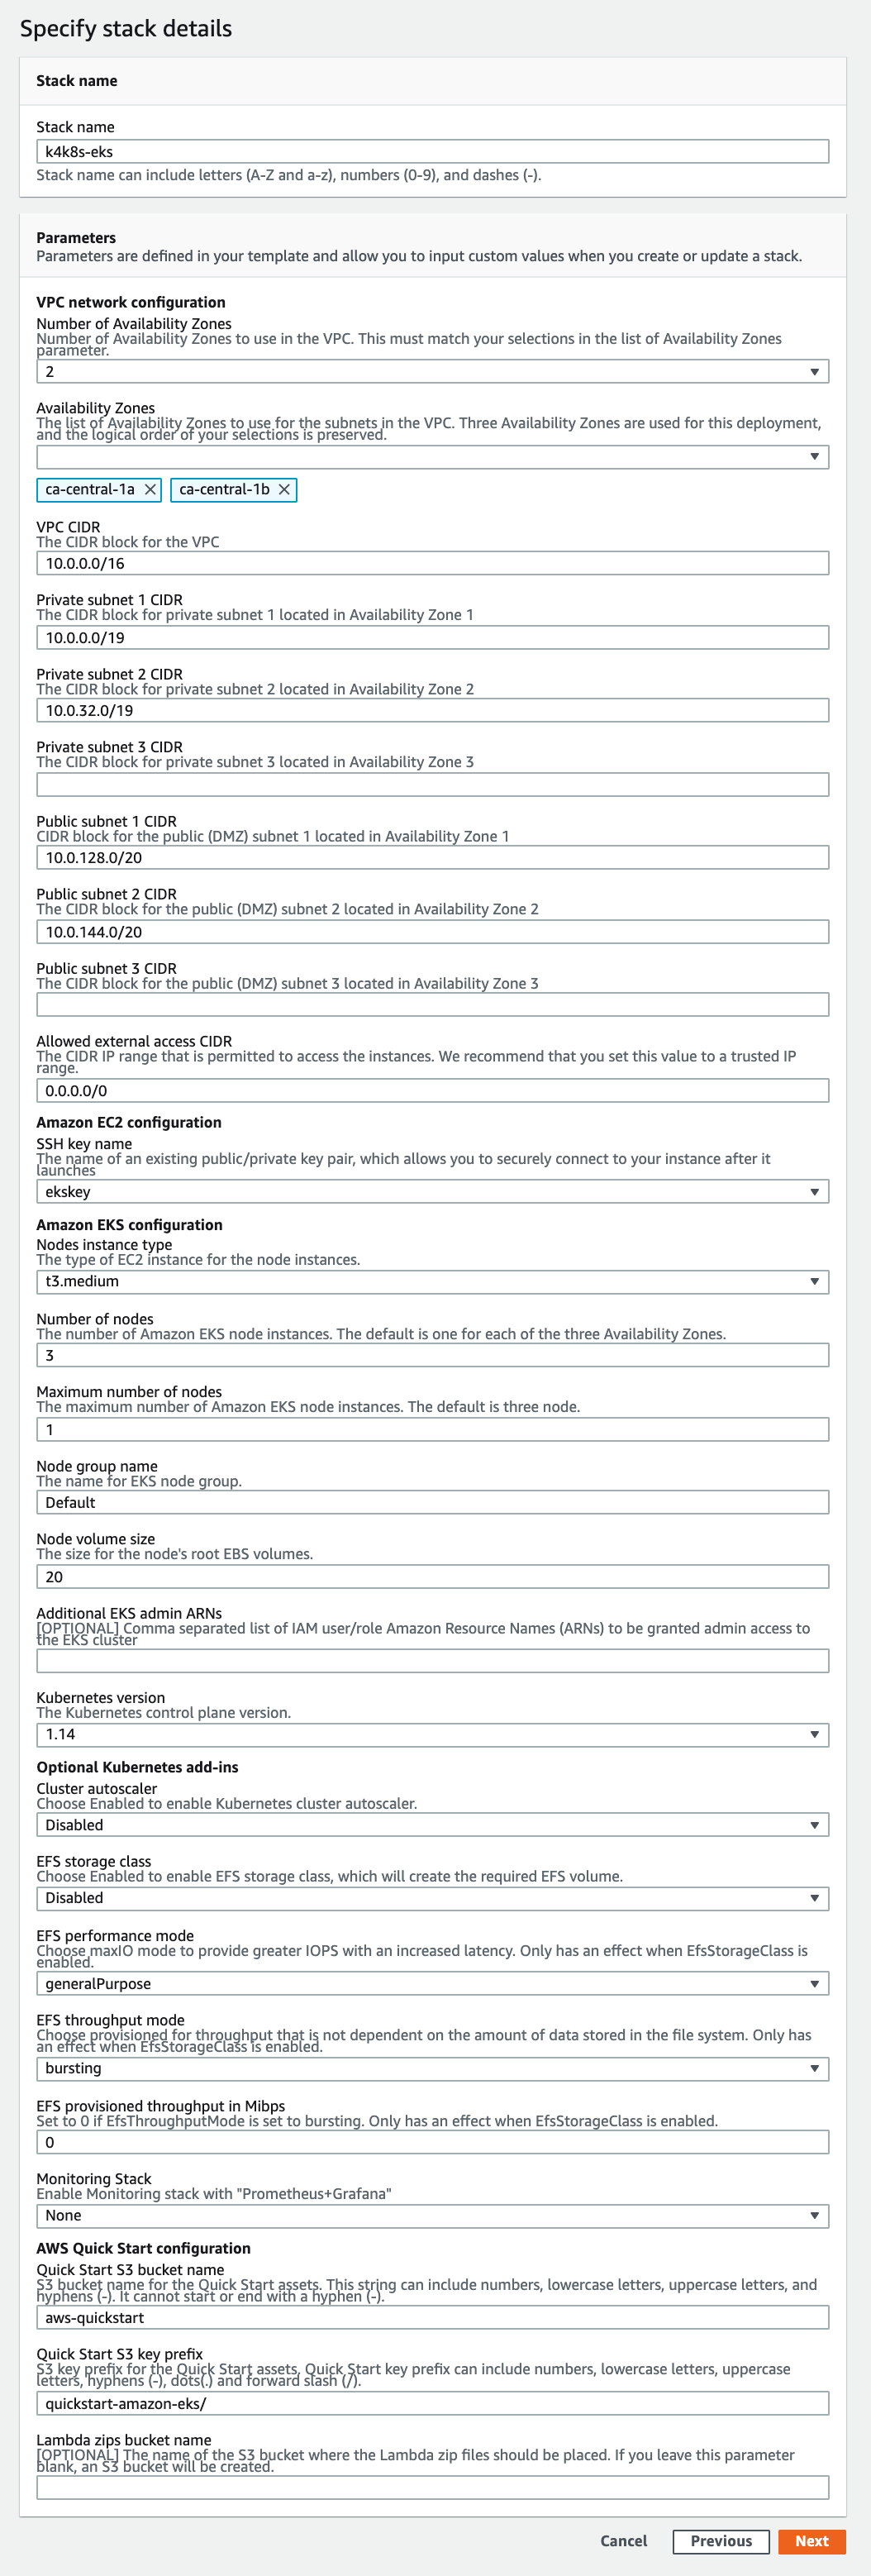 Specify stack details
Stack name
Stack name
k4k8s-eks
Stack name can include letters (A-Z and a-z), numbers (0-9), and dashes (-).
Parameters
Parameters are defined in your template and allow you to input custom values when you create or update a stack.
VPC network configuration
Number of Availability Zones
Number of Availability Zones to use in the VPC. This must match your selections in the list of Availability Zones
parameter.
2
Availability Zones
The list of Availability Zones to use for the subnets in the VPC. Three Availability Zones are used for this deployment,
and the logical order of your selections is preserved.
ca-central-1a ca-central-1b
VPC CIDR
The CIDR block for the VPC
10.0.0.0/16
Private subnet 1 CIDR
The CIDR block for private subnet 1 located in Availability Zone 1
10.0.0.0/19
Private subnet 2 CIDR
The CIDR block for private subnet 2 located in Availability Zone 2
10.0.32.0/19
Private subnet 3 CIDR
The CIDR block for private subnet 3 located in Availability Zone 3
Public subnet 1 CIDR
CIDR block for the public (DMZ) subnet 1 located in Availability Zone 1
10.0.128.0/20
Public subnet 2 CIDR
The CIDR block for the public (DMZ) subnet 2 located in Availability Zone 2
10.0.144.0/20
Public subnet 3 CIDR
The CIDR block for the public (DMZ) subnet 3 located in Availability Zone 3
Allowed external access CIDR
The CIDR IP range that is permitted to access the instances. We recommend that you set this value to a trusted IP
range.
0.0.0.0/0
Amazon EC2 configuration
SSH key name
The name of an existing public/private key pair, which allows you to securely connect to your instance after it
launches
ekskey
Amazon EKS configuration
Nodes instance type
The type of EC2 instance for the node instances.
t3.medium
Number of nodes
The number of Amazon EKS node instances. The default is one for each of the three Availability Zones.
3
Maximum number of nodes
The maximum number of Amazon EKS node instances. The default is three node.
1
Node group name
The name for EKS node group.
Default
Node volume size
The size for the node's root EBS volumes.
20
Additional EKS admin ARNs
[OPTIONAL] Comma separated list of IAM user/role Amazon Resource Names (ARNs) to be granted admin access to
the EKS cluster
Kubernetes version
The Kubernetes control plane version.
1.14
Optional Kubernetes add-ins
Cluster autoscaler
Choose Enabled to enable Kubernetes cluster autoscaler.
Disabled
EFS storage class
Choose Enabled to enable EFS storage class, which will create the required EFS volume.
Disabled
EFS performance mode
Choose maxIO mode to provide greater IOPS with an increased latency. Only has an effect when EfsStorageClass is
enabled.
generalPurpose
EFS throughput mode
Choose provisioned for throughput that is not dependent on the amount of data stored in the file system. Only has
an effect when EfsStorageClass is enabled.
bursting
EFS provisioned throughput in Mibps
Set to 0 if EfsThroughputMode is set to bursting. Only has an effect when EfsStorageClass is enabled.
0
Monitoring Stack
Enable Monitoring stack with "Prometheus+Grafana"
None
AWS Quick Start configuration
Quick Start S3 bucket name
S3 bucket name for the Quick Start assets. This string can include numbers, lowercase letters, uppercase letters, and
hyphens (-). It cannot start or end with a hyphen (-).
aws-quickstart
Quick Start S3 key prefix
S3 key prefix for the Quick Start assets. Quick Start key prefix can include numbers, lowercase letters, uppercase
letters, hyphens (-), dots(.) and forward slash (/).
quickstart-amazon-eks/
Lambda zips bucket name
[OPTIONAL] The name of the S3 bucket where the Lambda zip files should be placed. If you leave this parameter
blank, an S3 bucket will be created.
Cancel Previous Next